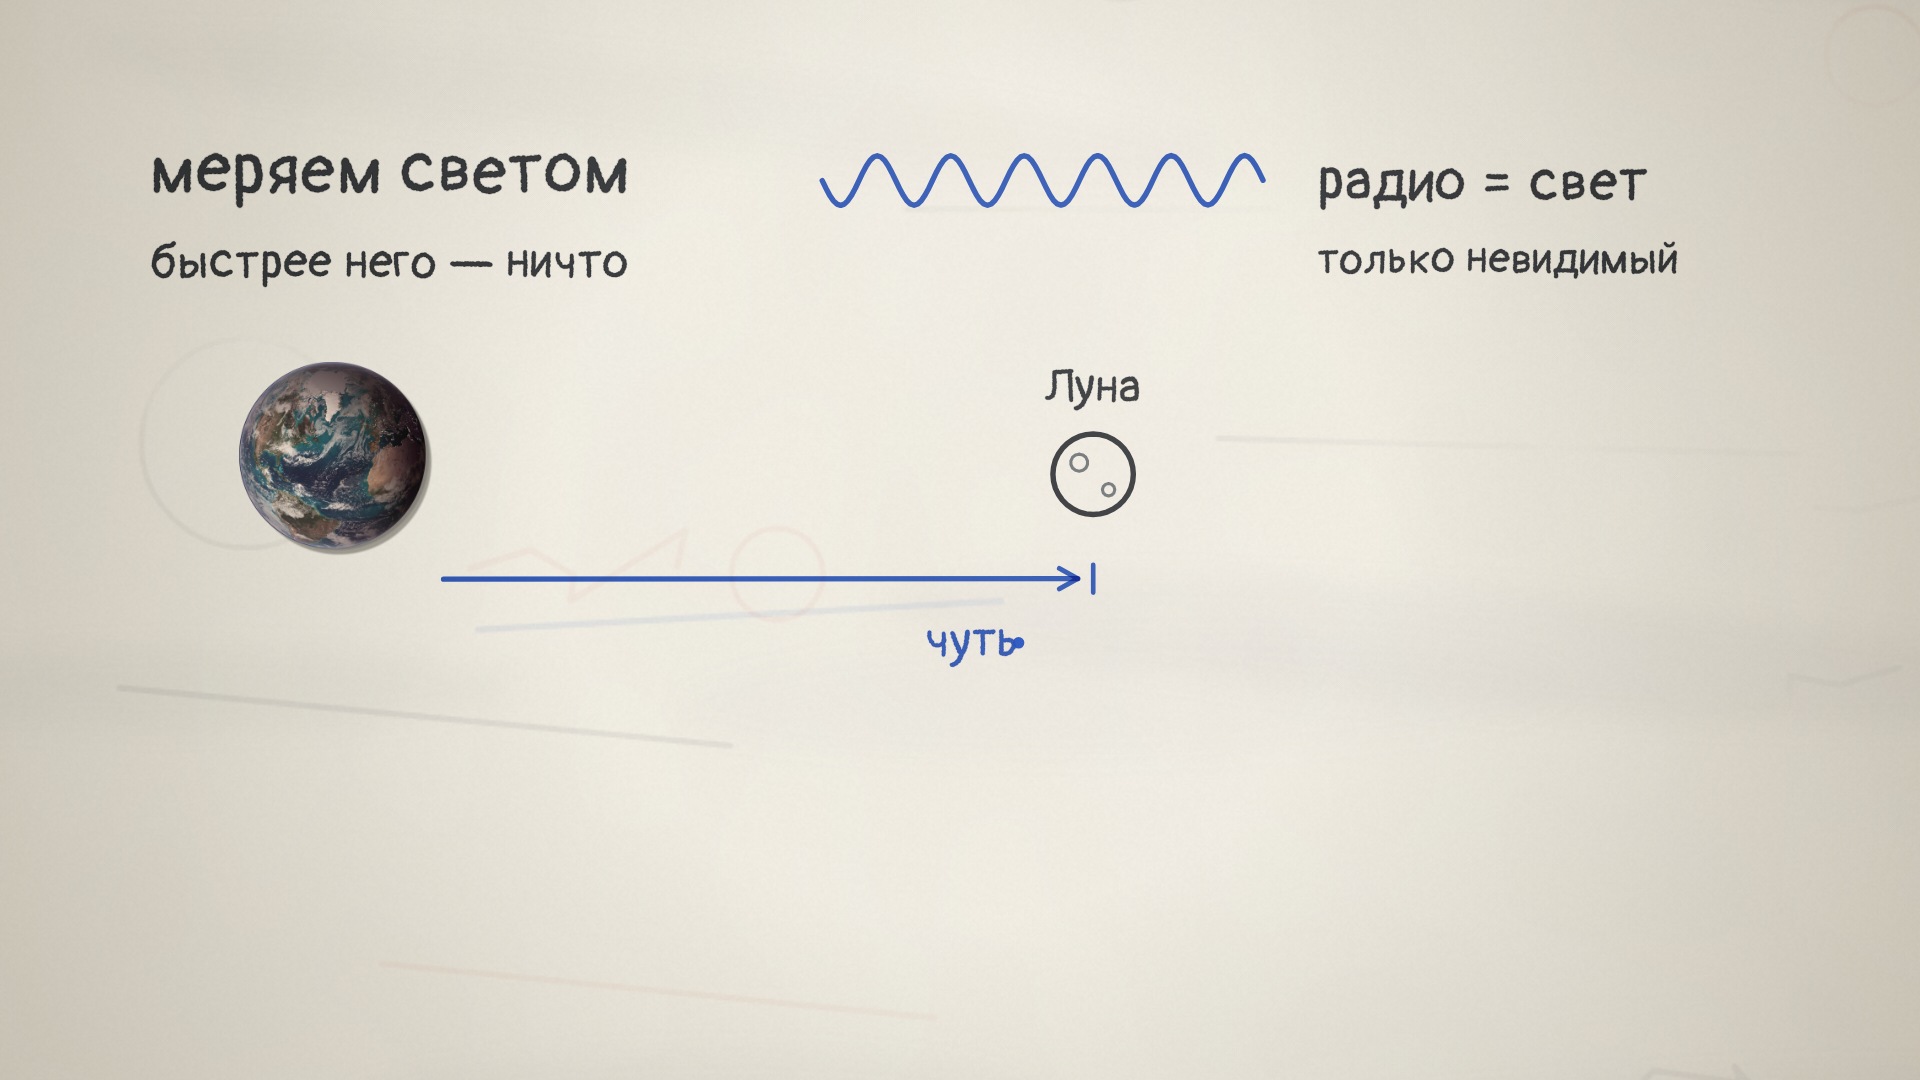 меряем светом
быстрее него — ничто
радио = свет
только невидимый
Луна
чуть